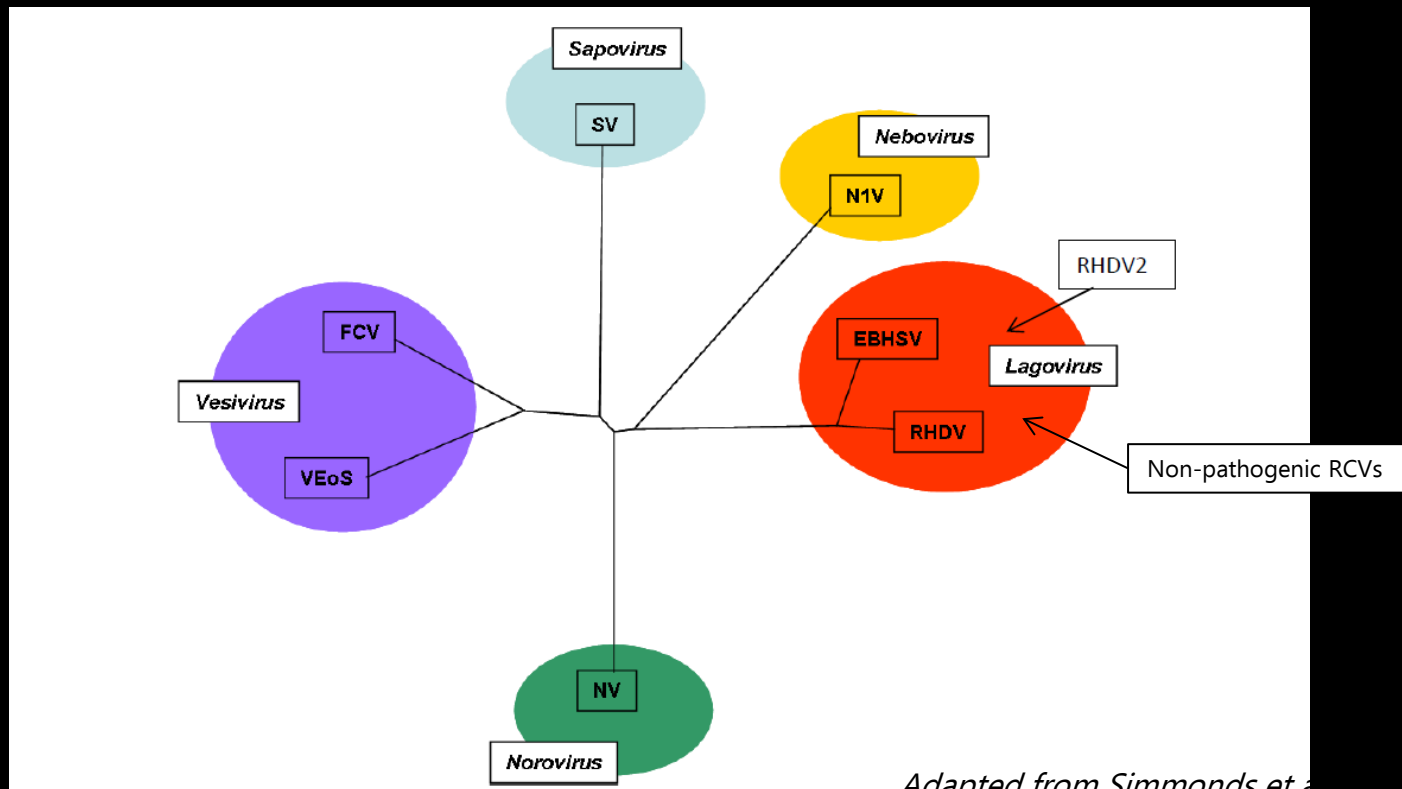 Sapovirus
SV
Nebovirus
N1V
RHDV2
FCV
EBHSV
Lagovirus
Vesivirus
RHDV
Non-pathogenic RCVs
VEoS
NV
Norovirus
Adapted from Simmonds et